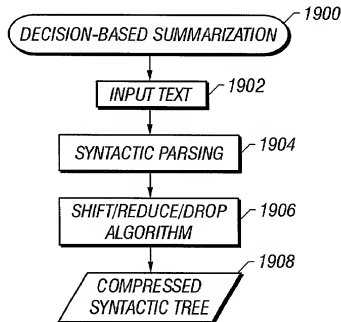 1900
DECISION-BASED SUMMARIZATION
1902
INPUT TEXT
1904
SYNTACTIC PARSING
1906
SHIFT/REDUCE/DROP
ALGORITHM
1908
COMPRESSED
SYNTACTIC TREE